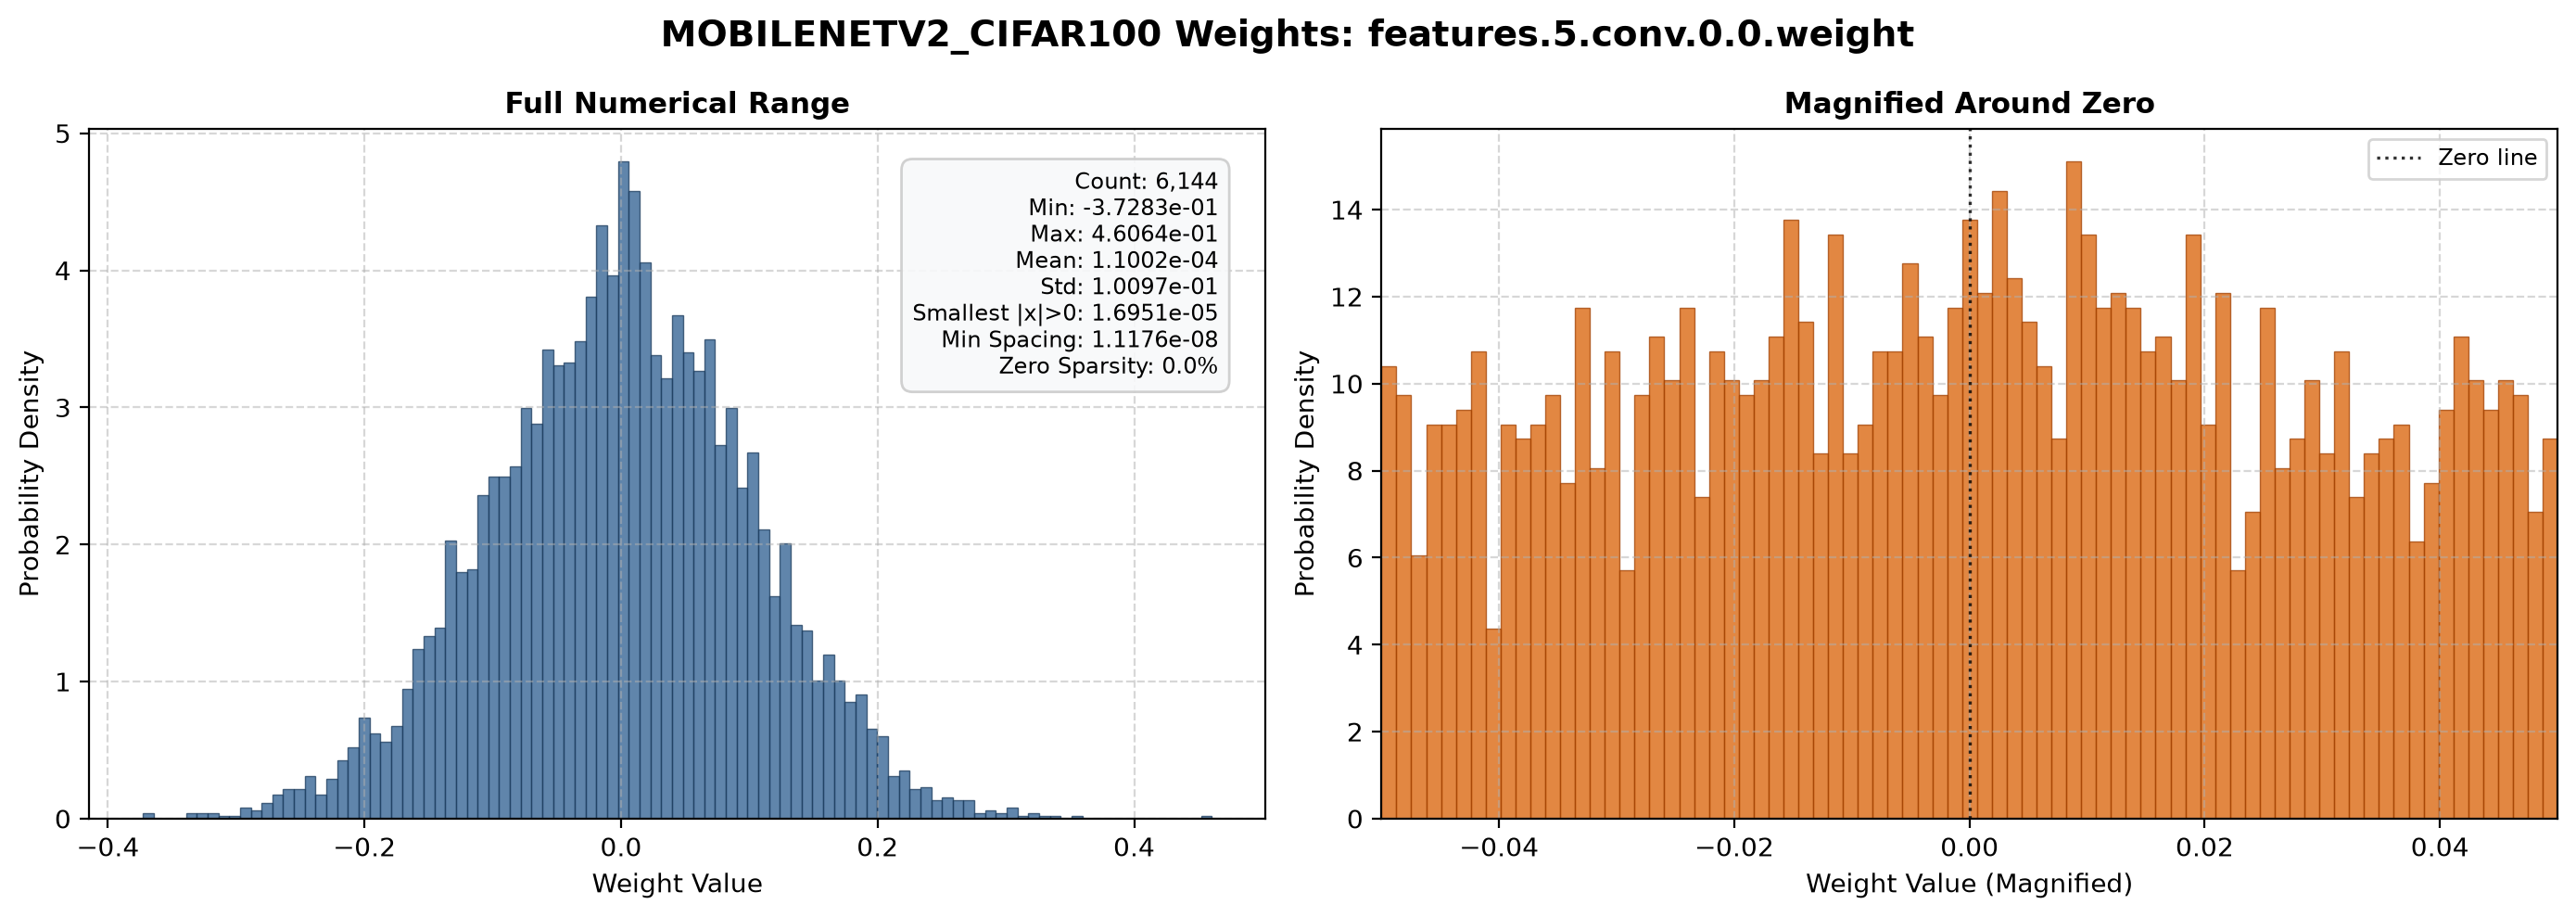 MOBILENETV2_CIFAR100 Weights: features.5.conv.0.0.weight
Full Numerical Range
5
4
3
2
1
0
Probability Density
Count: 6,144
Min: -3.7283e-01
Max: 4.6064e-01
Mean: 1.1002e-04
Std: 1.0097e-01
Smallest |x|>0: 1.6951e-05
Min Spacing: 1.1176e-08
Zero Sparsity: 0.0%
−0.4 −0.2 0.0 0.2 0.4
Weight Value
Magnified Around Zero
Zero line
14
12
10
8
6
4
2
0
Probability Density
−0.04 −0.02 0.00 0.02 0.04
Weight Value (Magnified)